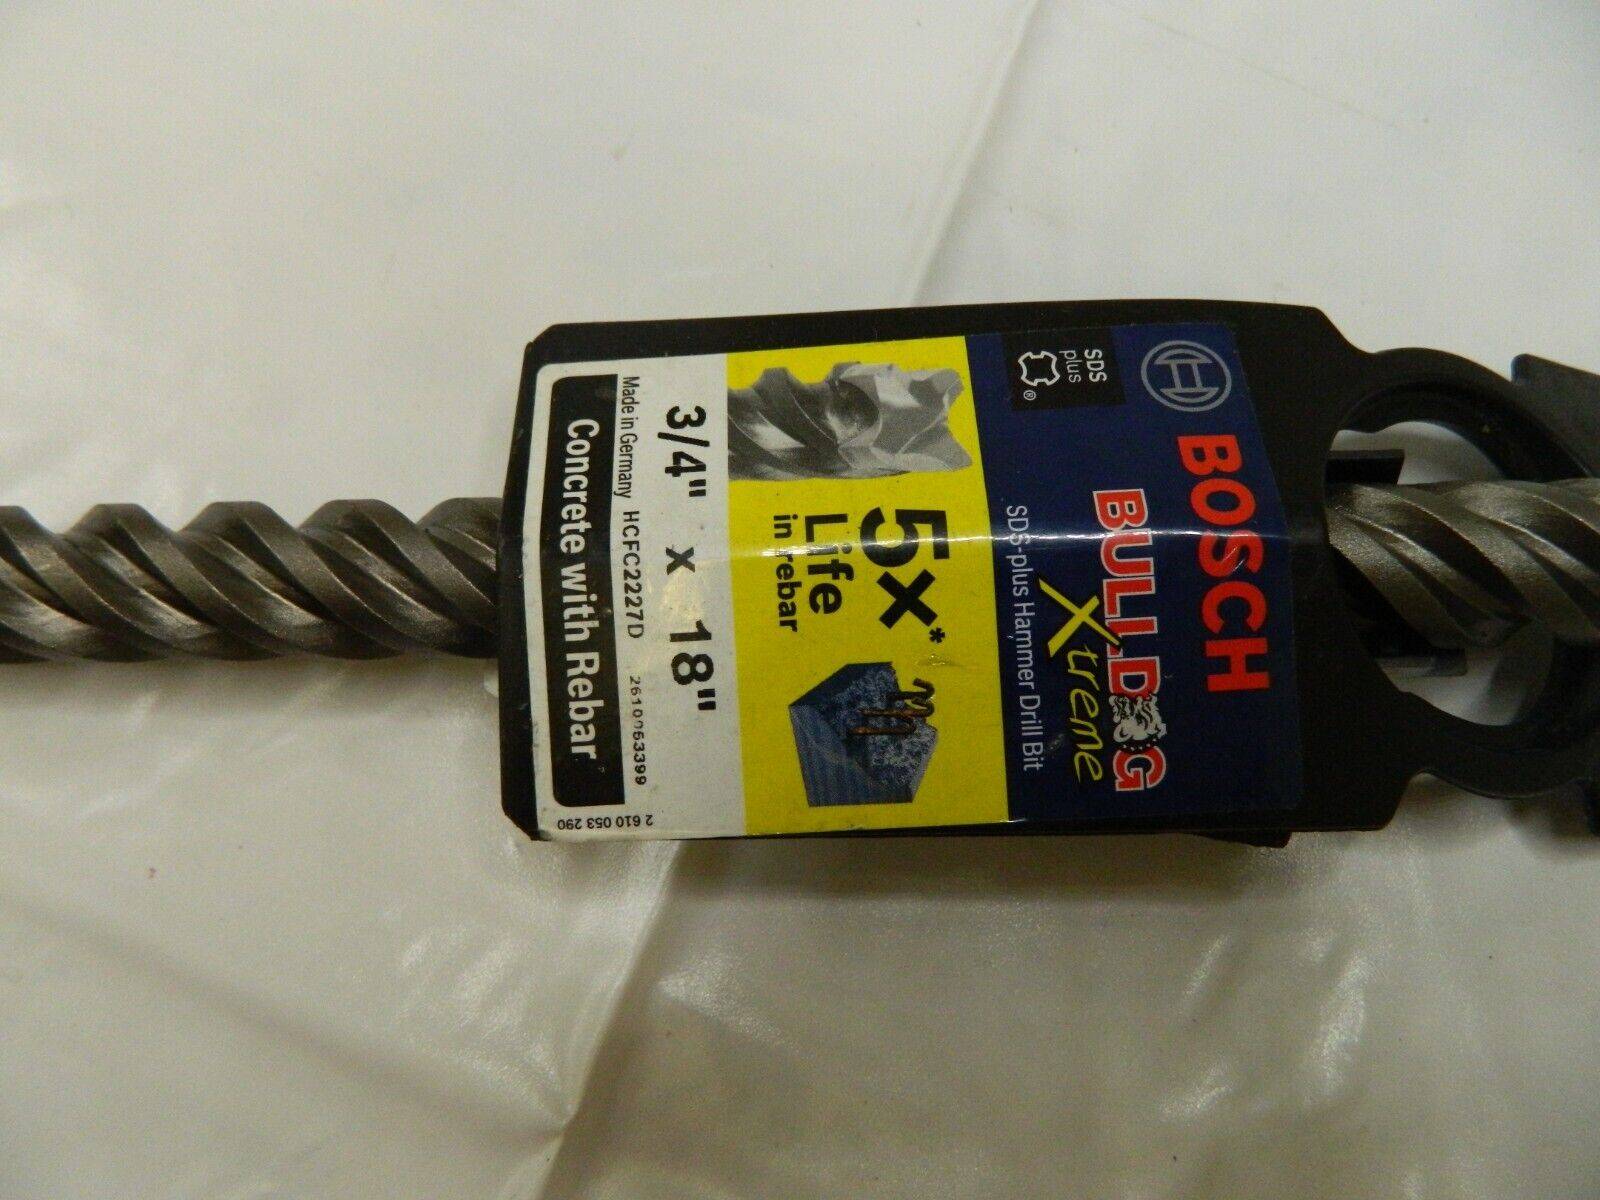 BOSCH
SDS
plus
®
BULLDOG
Xtreme
SDS-plus Hammer Drill Bit
5x*
Life
in rebar
3/4" x 18"
Made in Germany HCFC2227D 2610053399
Concrete with Rebar
2 610 053 290